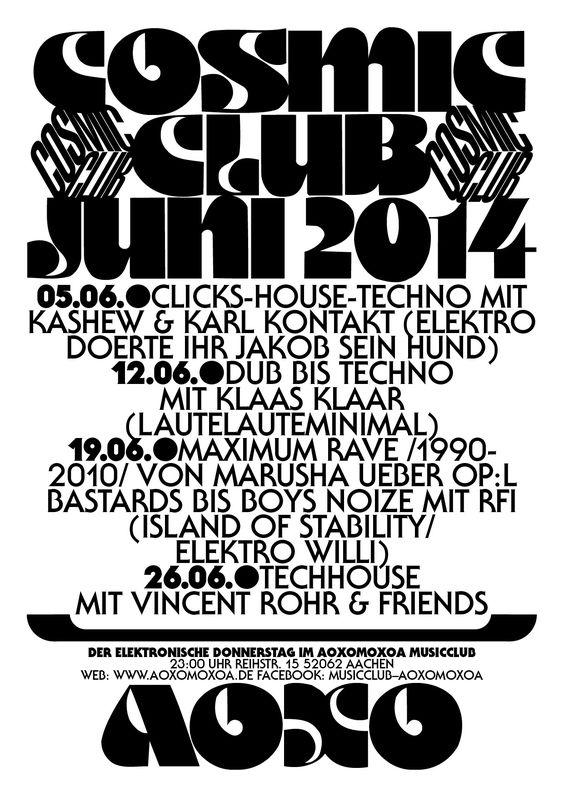 COSMIC
COSMIC CLUB
CLUB
COSMIC CLUB
JUNI 2014
05.06.●CLICKS-HOUSE-TECHNO MIT
KASHEW & KARL KONTAKT (ELEKTRO
DOERTE IHR JAKOB SEIN HUND)
12.06.●DUB BIS TECHNO
MIT KLAAS KLAAR
(LAUTELAUTEMINIMAL)
19.06.●MAXIMUM RAVE /1990-
2010/ VON MARUSHA UEBER OP:L
BASTARDS BIS BOYS NOIZE MIT RFI
(ISLAND OF STABILITY/
ELEKTRO WILLI)
26.06.●TECHHOUSE
MIT VINCENT ROHR & FRIENDS
DER ELEKTRONISCHE DONNERSTAG IM AOXOMOXOA MUSICCLUB
23:00 UHR REIHSTR. 15 52062 AACHEN
WEB: WWW.AOXOMOXOA.DE FACEBOOK: MUSICCLUB–AOXOMOXOA
AOXO